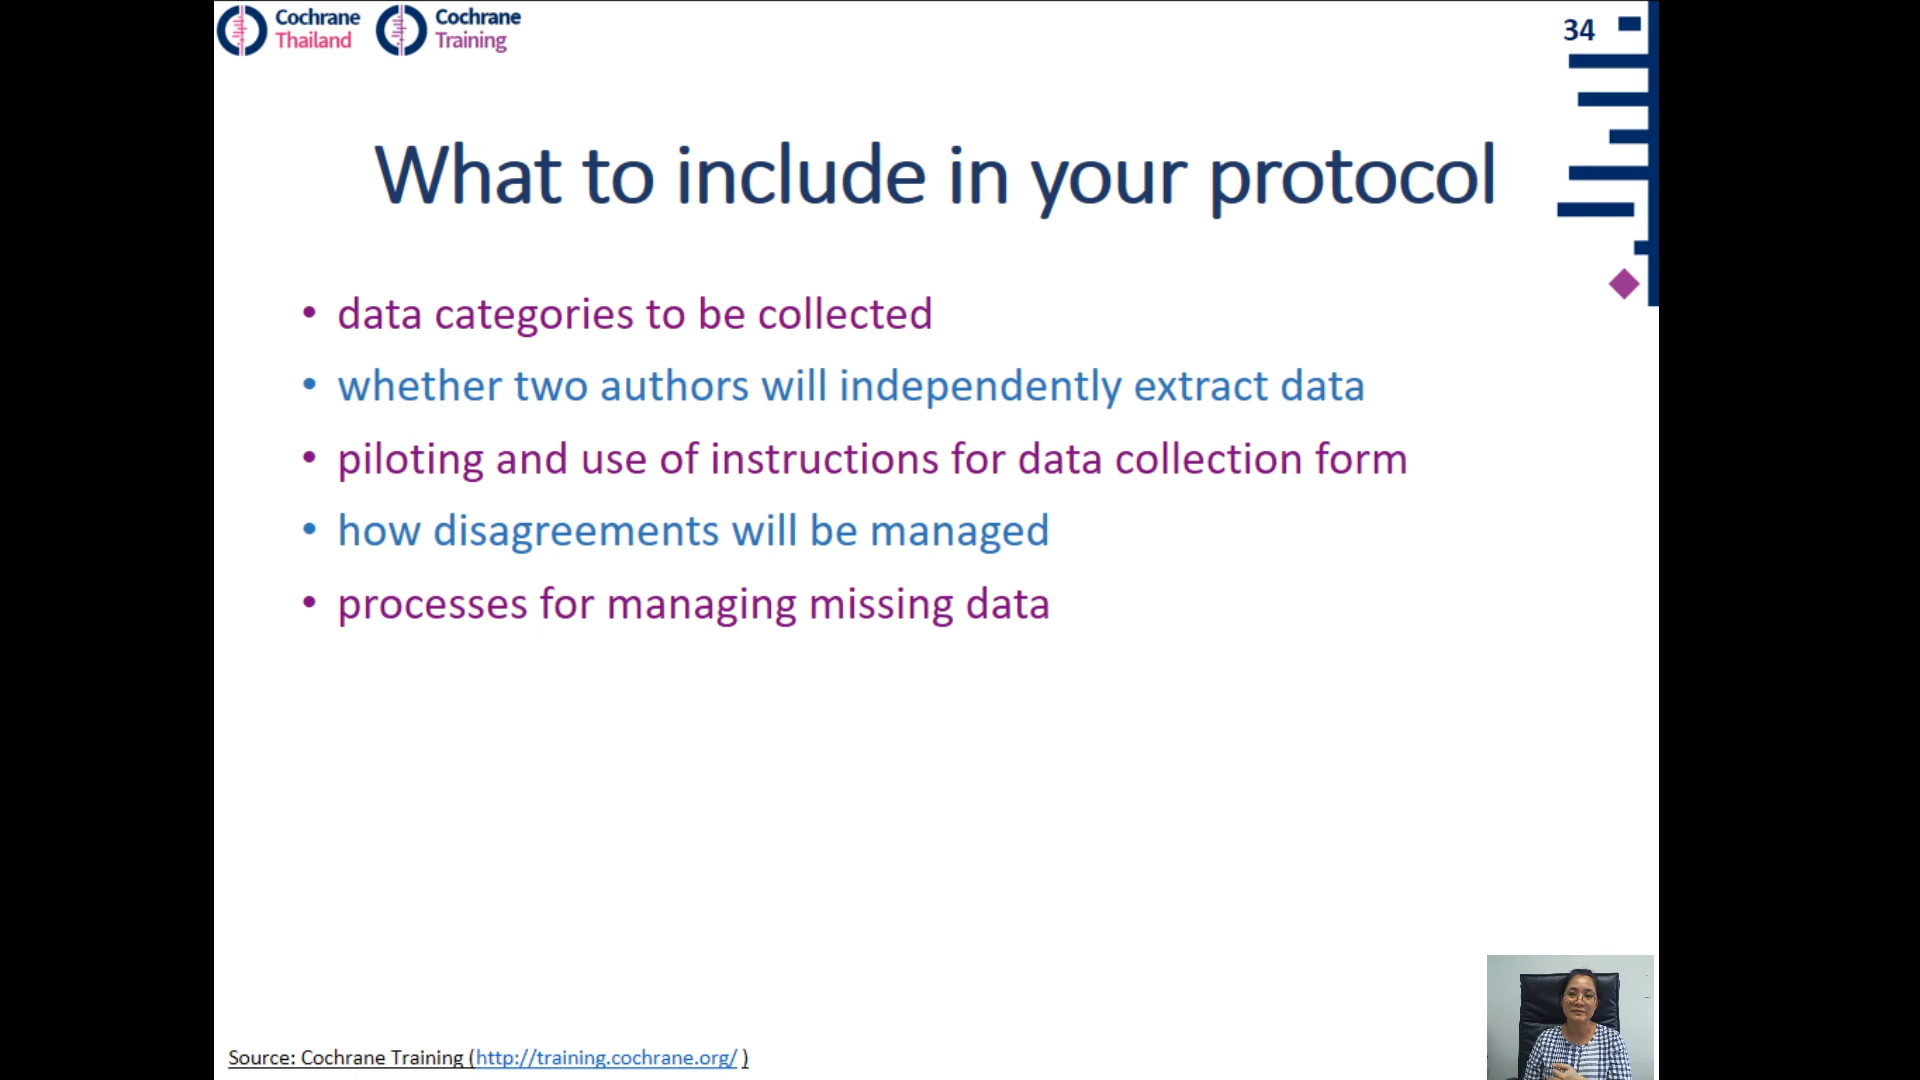 Cochrane
Thailand
Cochrane
Training
34
What to include in your protocol
• data categories to be collected
• whether two authors will independently extract data
• piloting and use of instructions for data collection form
• how disagreements will be managed
• processes for managing missing data
Source: Cochrane Training (http://training.cochrane.org/ )